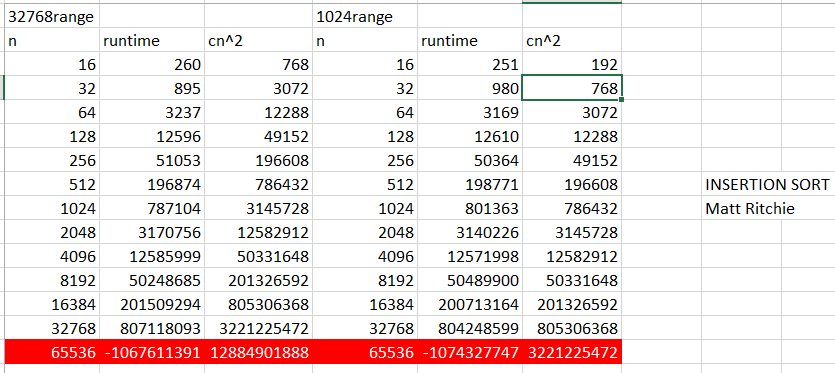 32768range 1024range
n runtime cn^2 n runtime cn^2
16 260 768 16 251 192
32 895 3072 32 980 768
64 3237 12288 64 3169 3072
128 12596 49152 128 12610 12288
256 51053 196608 256 50364 49152
512 196874 786432 512 198771 196608 INSERTION SORT
1024 787104 3145728 1024 801363 786432 Matt Ritchie
2048 3170756 12582912 2048 3140226 3145728
4096 12585999 50331648 4096 12571998 12582912
8192 50248685 201326592 8192 50489900 50331648
16384 201509294 805306368 16384 200713164 201326592
32768 807118093 3221225472 32768 804248599 805306368
65536 -1067611391 12884901888 65536 -1074327747 3221225472